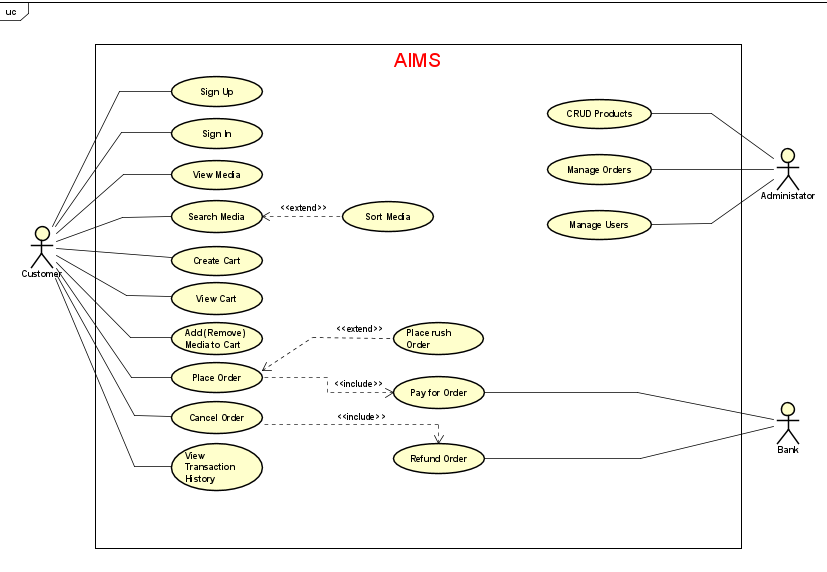 uc
AIMS
Sign Up
CRUD Products
Sign In
View Media
Manage Orders
Administator
<<extend>>
Search Media
Sort Media
Manage Users
Customer
Create Cart
View Cart
Add(Remove)
Media to Cart
<<extend>>
Place rush
Order
Place Order
<<include>>
Pay for Order
Cancel Order
<<include>>
Bank
View
Transaction
History
Refund Order